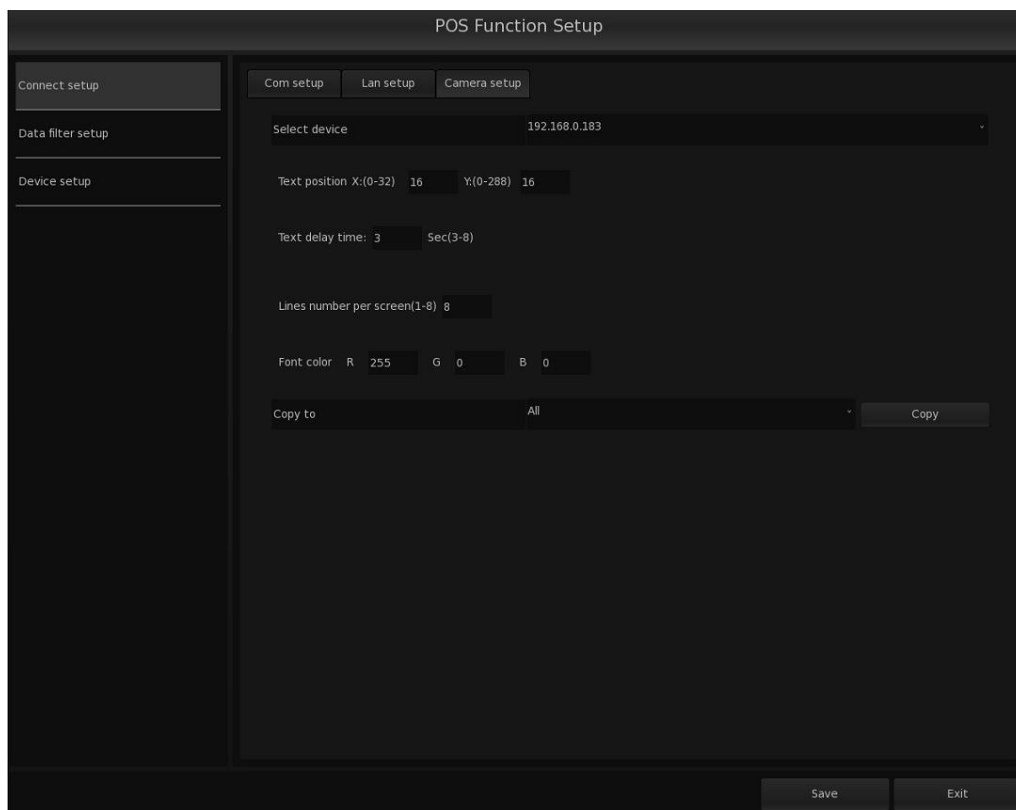 POS Function Setup
Connect setup
Data filter setup
Device setup
Com setup Lan setup Camera setup
Select device 192.168.0.183
Text position X:(0-32) 16 Y:(0-288) 16
Text delay time: 3 Sec(3-8)
Lines number per screen(1-8) 8
Font color R 255 G 0 B 0
Copy to All Copy
Save Exit